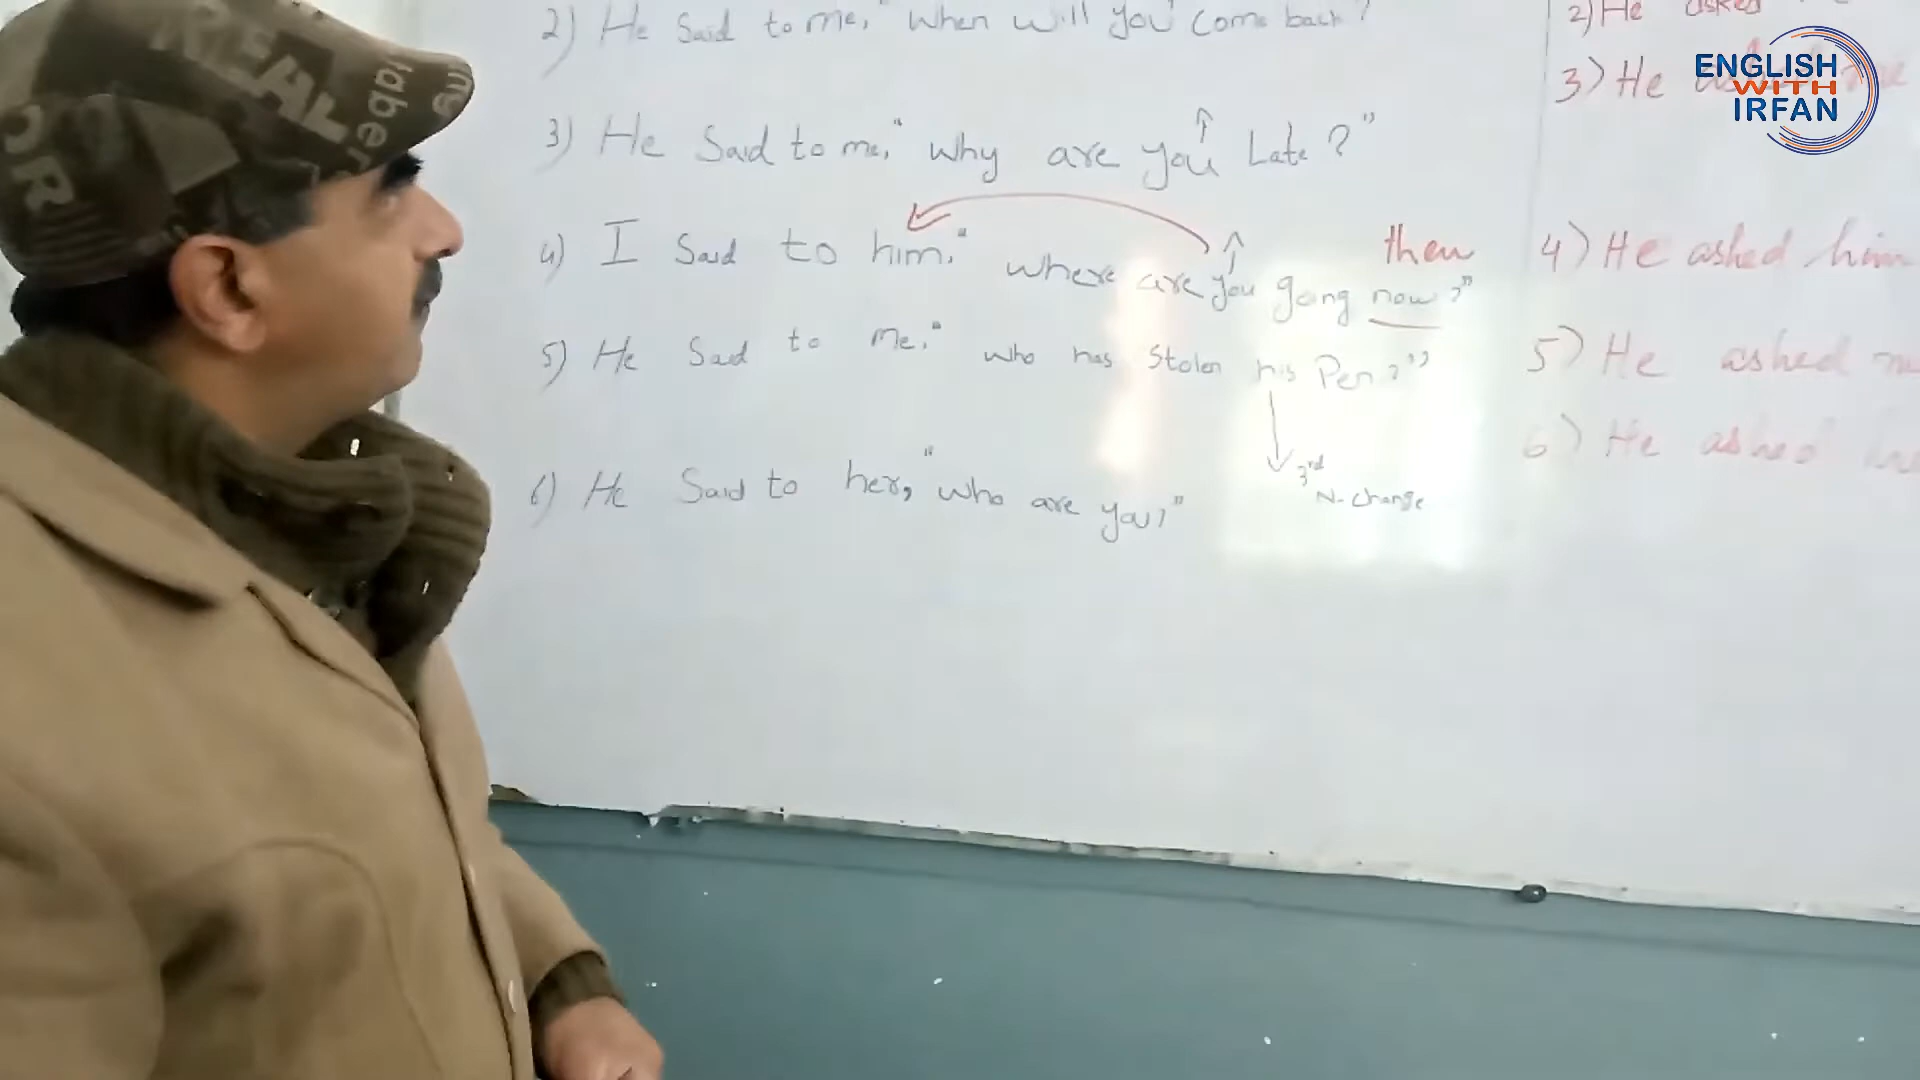 2) He Said to me, "when will you come back?
3) He Said to me, "why are you Late?"
4) I Said to him, "where are you going now?"
then
5) He Said to me, "who has Stolen his Pen?"
3rd
N-change
6) He Said to her, "who are you?"
2) He asked
3) He asked me
4) He asked him
5) He asked
6) He asked
ENGLISH
WITH
IRFAN
REAL